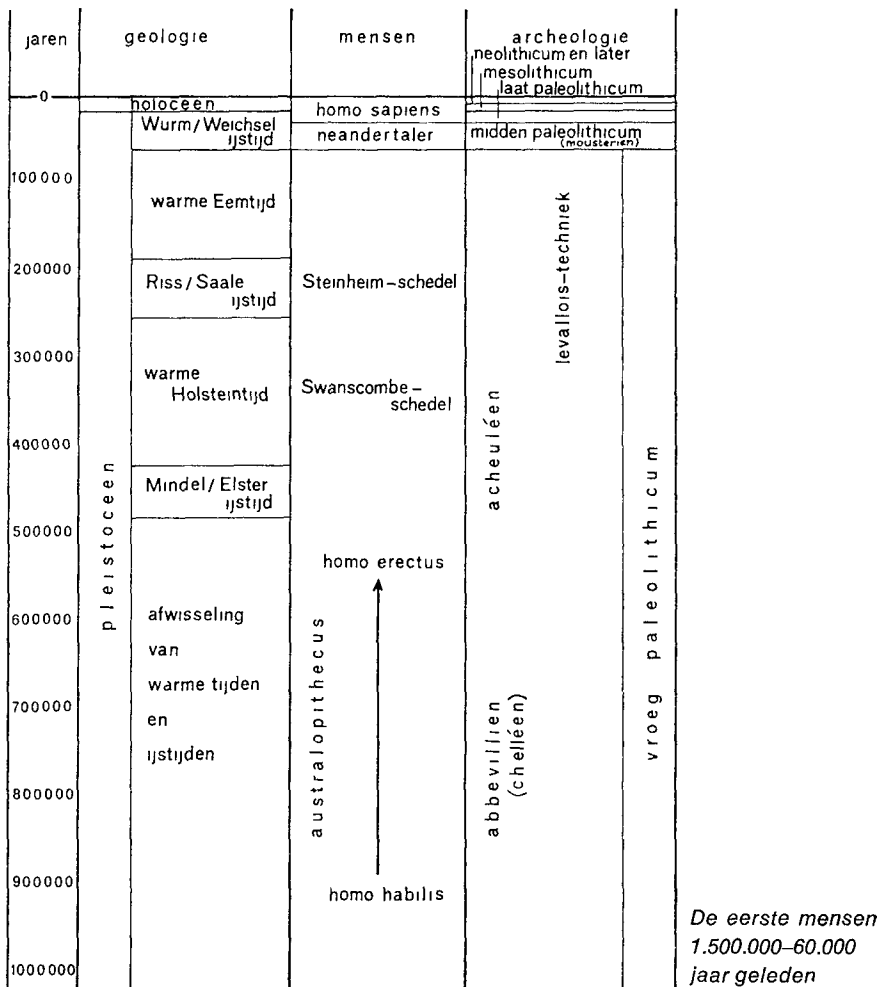 jaren
geologie
mensen
archeologie
neolithicum en later
mesolithicum
laat paleolithicum
0
holoceen
homo sapiens
Wurm/Weichsel
ijstijd
neandertaler
midden paleolithicum
(mousterien)
100000
warme Eemtijd
200000
Riss/Saale
ijstijd
Steinheim-schedel
levallois-techniek
300000
warme
Holsteintijd
Swanscombe-
schedel
400000
acheuléen
Mindel/Elster
ijstijd
500000
pleistoceen
homo erectus
600000
afwisseling
van
warme tijden
en
ijstijden
australopithecus
vroeg paleolithicum
700000
abbevillien
(chelléen)
800000
900000
homo habilis
1000000
De eerste mensen
1.500.000–60.000
jaar geleden